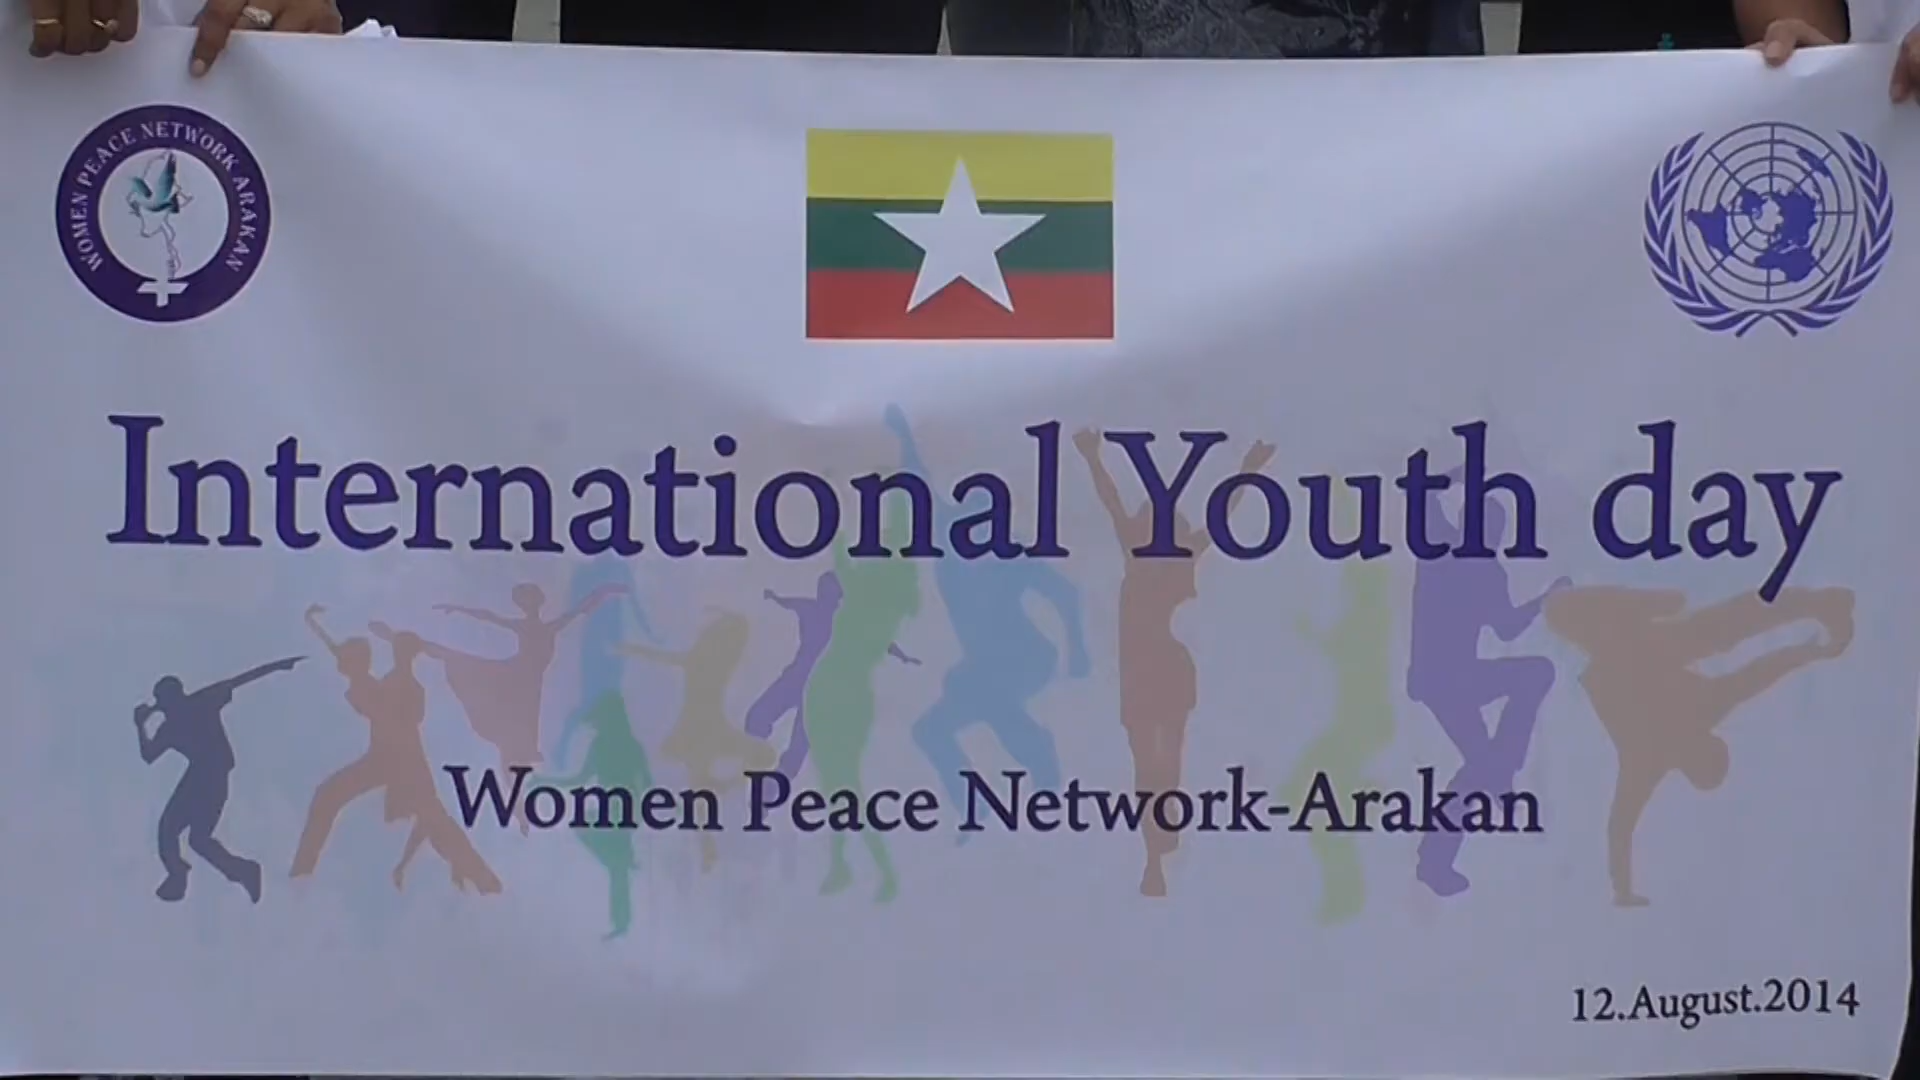 WOMEN PEACE NETWORK ARAKAN
International Youth day
Women Peace Network-Arakan
12.August.2014